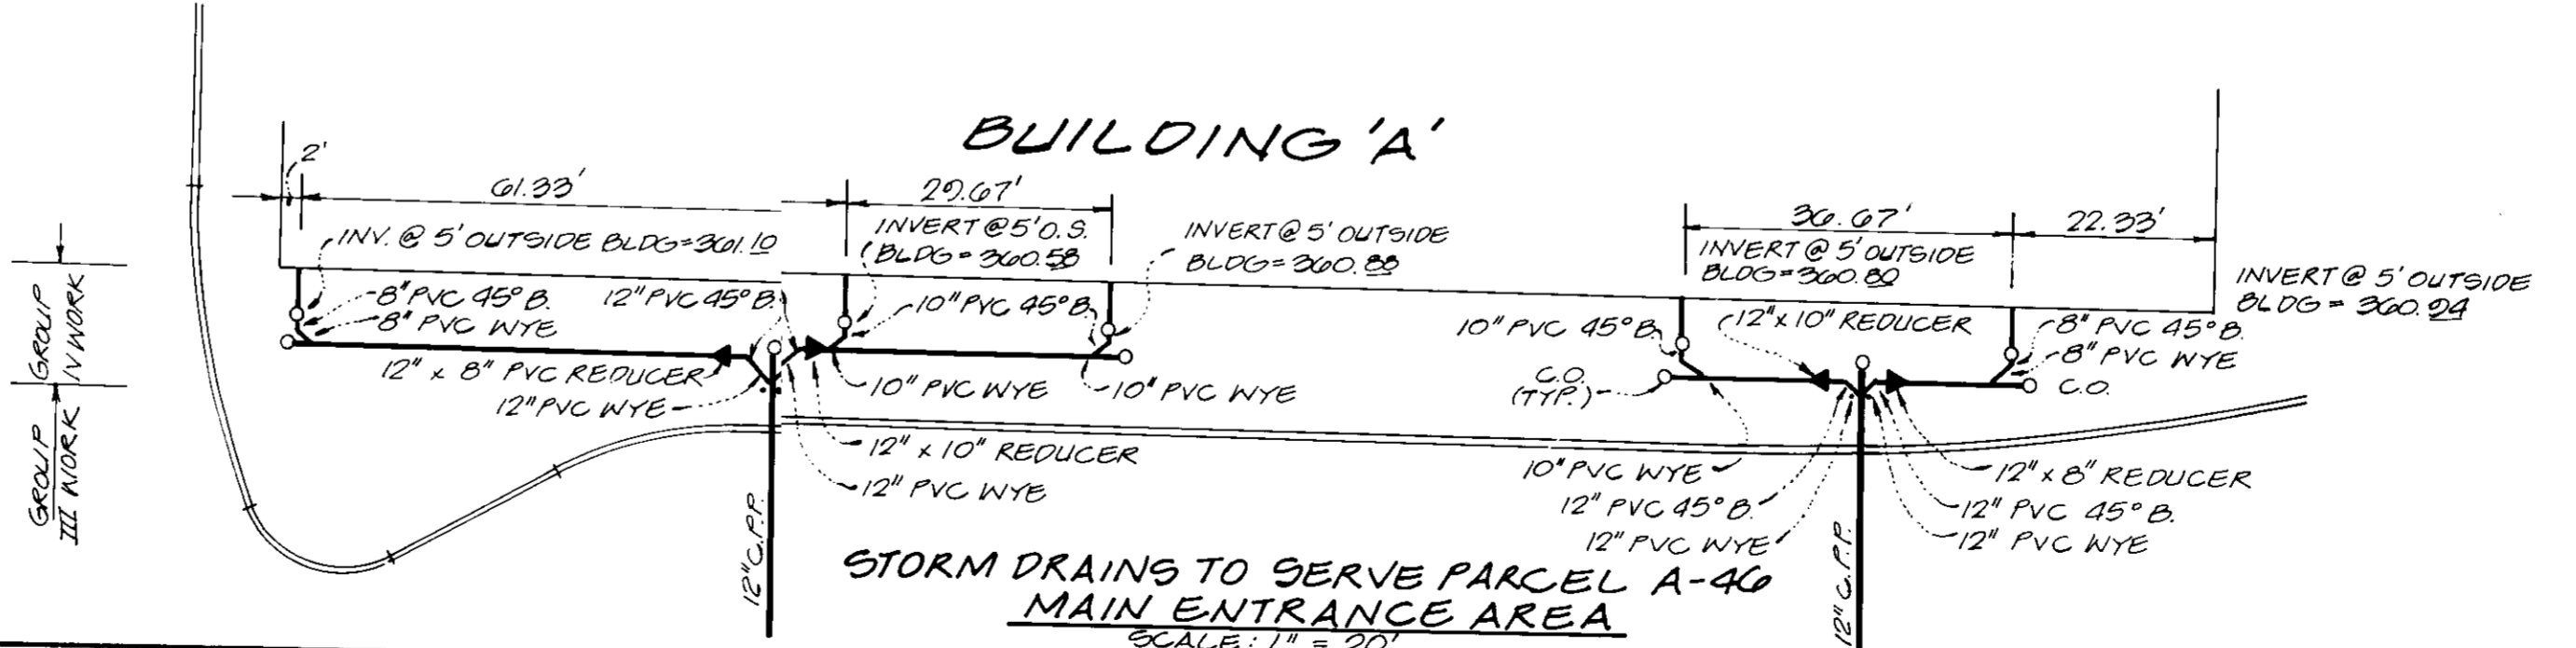 BUILDING 'A'
2'
61.33'
29.67'
36.67'
22.33'
INV. @ 5' OUTSIDE BLDG=361.10
INVERT @ 5' O.S.
BLDG = 360.58
INVERT @ 5' OUTSIDE
BLDG = 360.88
INVERT @ 5' OUTSIDE
BLDG = 360.80
INVERT @ 5' OUTSIDE
BLDG = 360.94
8" PVC 45° B.
8" PVC WYE
12" PVC 45° B.
10" PVC 45° B.
10" PVC 45° B.
12" x 10" REDUCER
8" PVC 45° B.
8" PVC WYE
12" x 8" PVC REDUCER
12" PVC WYE
10" PVC WYE
10" PVC WYE
C.O.
(TYP.)
C.O.
12" x 10" REDUCER
12" PVC WYE
10" PVC WYE
12" PVC 45° B.
12" PVC WYE
12" x 8" REDUCER
12" PVC 45° B.
12" PVC WYE
GROUP
IV WORK
GROUP
III WORK
12" C.P.P.
12" C.P.P.
STORM DRAINS TO SERVE PARCEL A-46
MAIN ENTRANCE AREA
SCALE: 1" = 20'